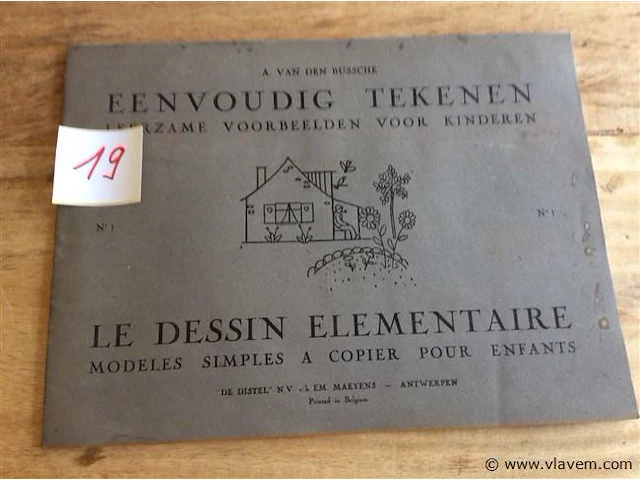 A. VAN DEN BUSSCHE
EENVOUDIG TEKENEN
LEERZAME VOORBEELDEN VOOR KINDEREN
19
N° 1
N° 1
LE DESSIN ELEMENTAIRE
MODELES SIMPLES A COPIER POUR ENFANTS
"DE DISTEL" N.V. EM. MAEYENS — ANTWERPEN
Printed in Belgium
© www.vlavem.com